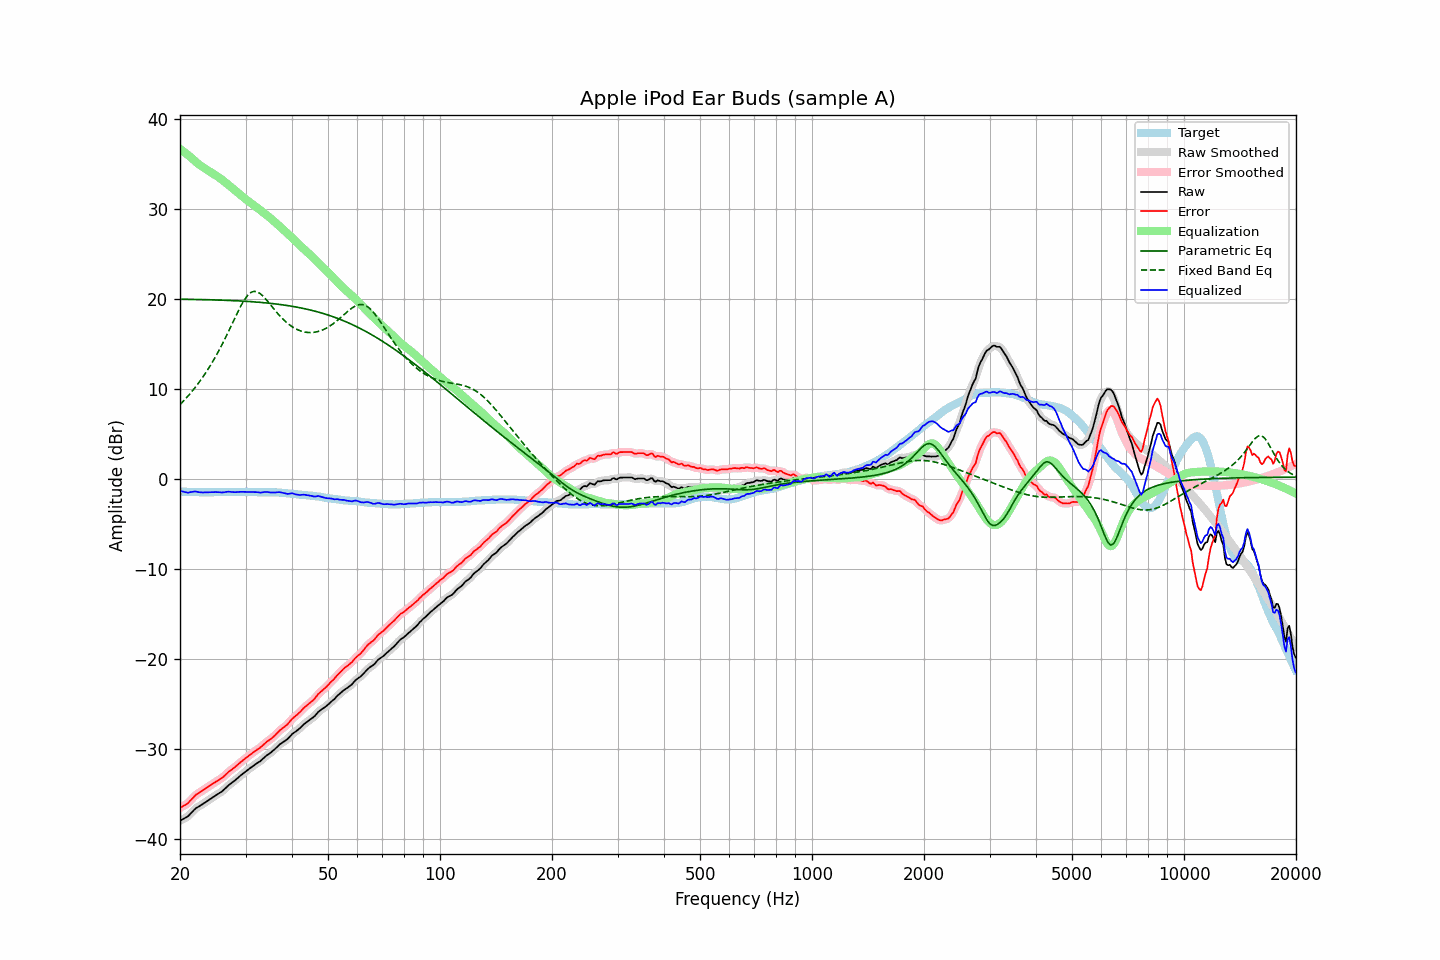 Apple iPod Ear Buds (sample A)
40
30
20
10
0
−10
−20
−30
−40
Amplitude (dBr)
20
50
100
200
500
1000
2000
5000
10000
20000
Frequency (Hz)
Target
Raw Smoothed
Error Smoothed
Raw
Error
Equalization
Parametric Eq
Fixed Band Eq
Equalized